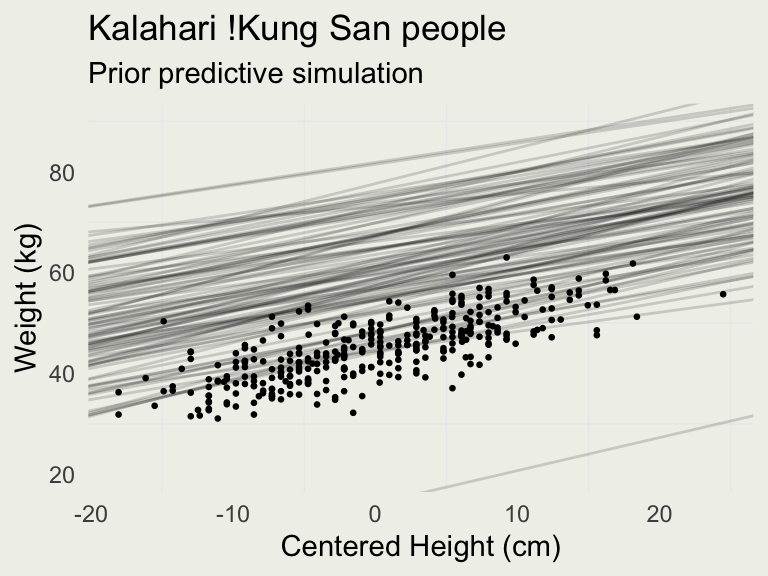 Kalahari !Kung San people
Prior predictive simulation
80
60
40
20
Weight (kg)
-20 -10 0 10 20
Centered Height (cm)